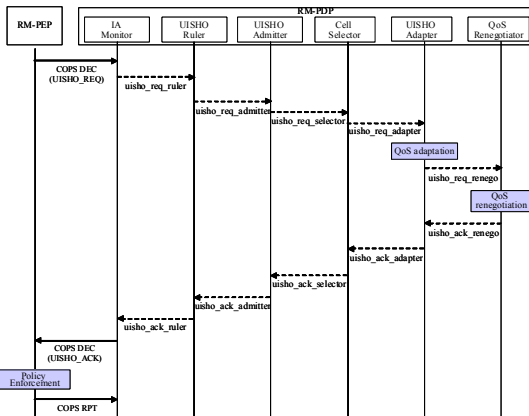 RM-PDP
RM-PEP
IA
Monitor
UISHO
Ruler
UISHO
Admitter
Cell
Selector
UISHO
Adapter
QoS
Renegotiator
COPS DEC
(UISHO_REQ)
uisho_req_ruler
uisho_req_admitter
uisho_req_selector
uisho_req_adapter
QoS adaptation
uisho_req_renego
QoS
renegotiation
uisho_ack_renego
uisho_ack_adapter
uisho_ack_selector
uisho_ack_admitter
uisho_ack_ruler
COPS DEC
(UISHO_ACK)
Policy
Enforcement
COPS RPT